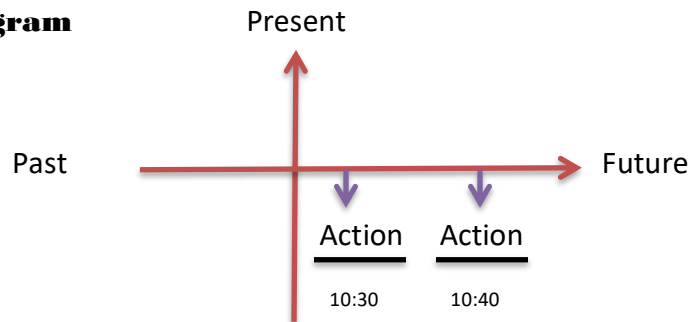 gram
Present
Past
Future
Action Action
10:30 10:40